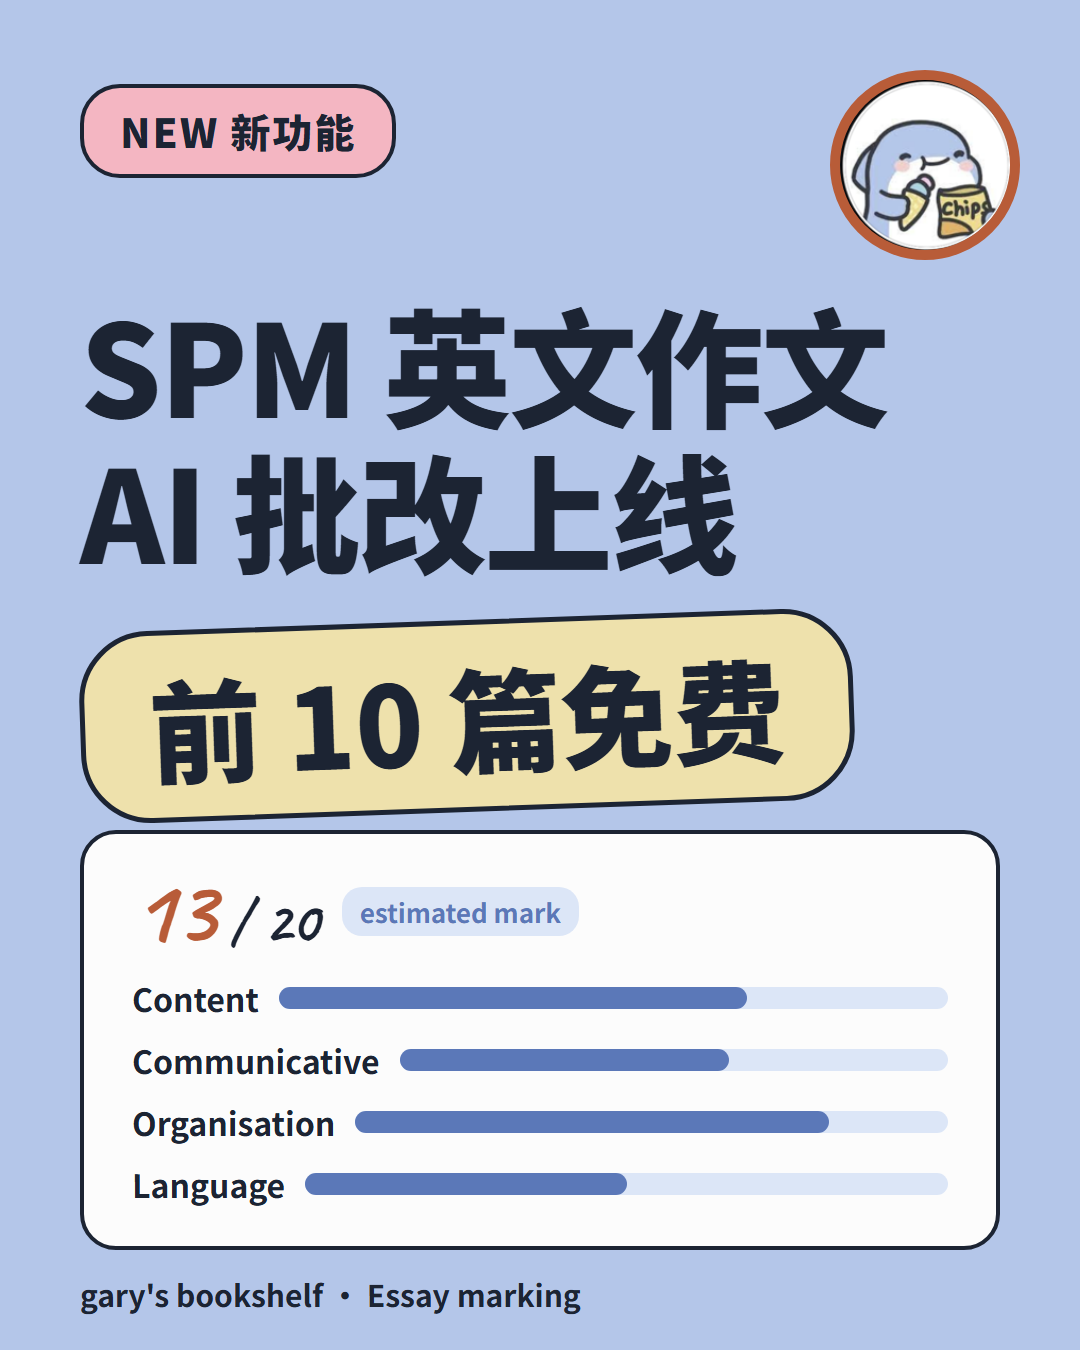 NEW 新功能
Chips
SPM 英文作文
AI 批改上线
前 10 篇免费
13 / 20 estimated mark
Content
Communicative
Organisation
Language
gary's bookshelf • Essay marking